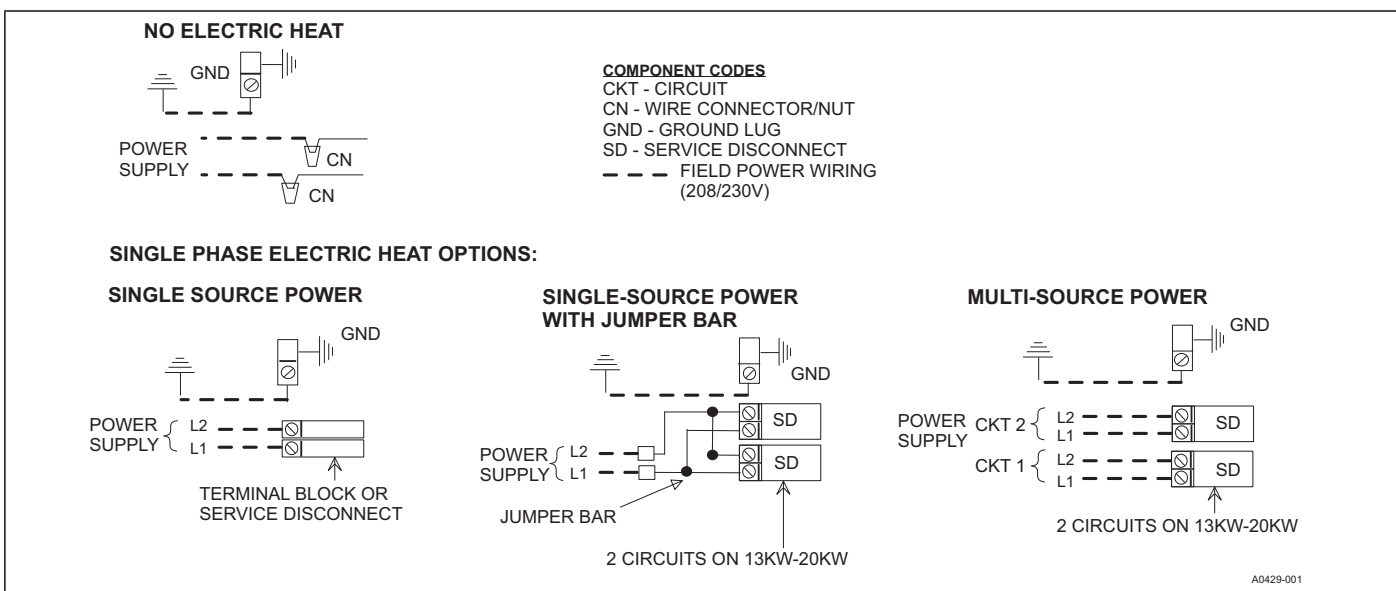 NO ELECTRIC HEAT
GND
POWER
SUPPLY
CN
CN
COMPONENT CODES
CKT - CIRCUIT
CN - WIRE CONNECTOR/NUT
GND - GROUND LUG
SD - SERVICE DISCONNECT
FIELD POWER WIRING
(208/230V)
SINGLE PHASE ELECTRIC HEAT OPTIONS:
SINGLE SOURCE POWER
GND
POWER
SUPPLY
L2
L1
TERMINAL BLOCK OR
SERVICE DISCONNECT
SINGLE-SOURCE POWER
WITH JUMPER BAR
GND
SD
POWER
SUPPLY
L2
L1
SD
JUMPER BAR
2 CIRCUITS ON 13KW-20KW
MULTI-SOURCE POWER
GND
POWER
SUPPLY
CKT 2
L2
L1
SD
CKT 1
L2
L1
SD
2 CIRCUITS ON 13KW-20KW
A0429-001